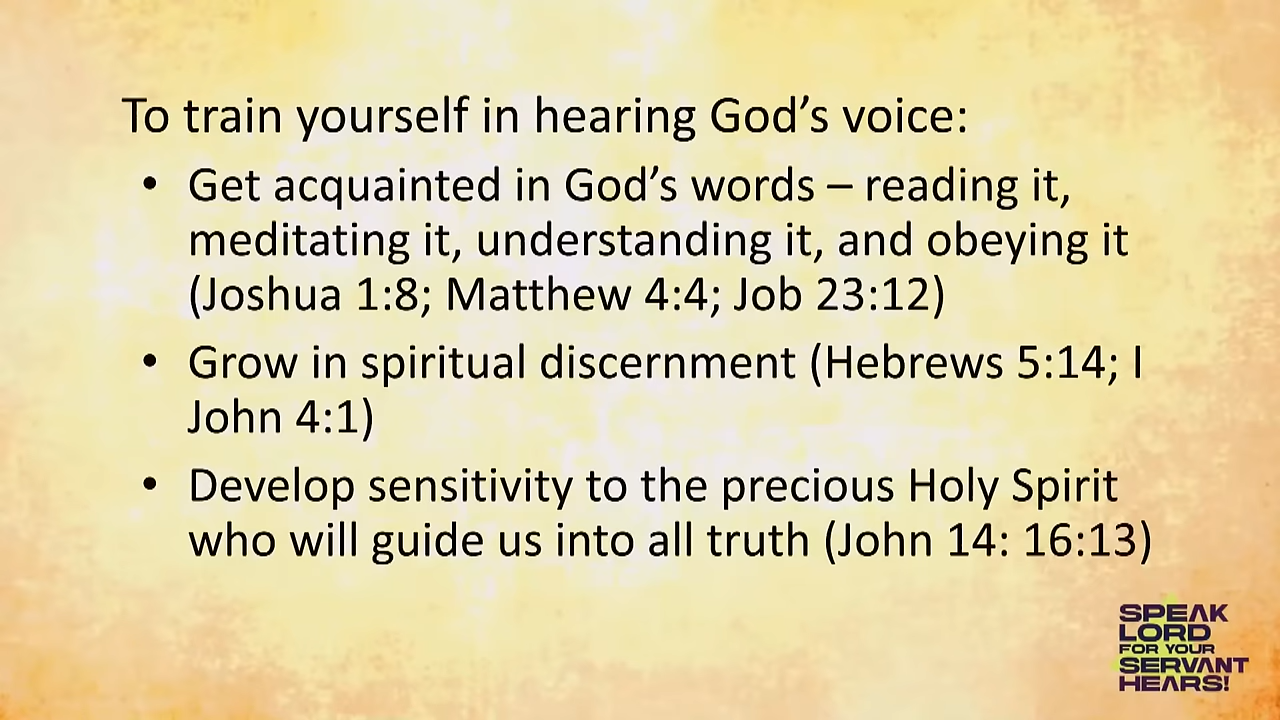 To train yourself in hearing God’s voice:
• Get acquainted in God’s words – reading it,
meditating it, understanding it, and obeying it
(Joshua 1:8; Matthew 4:4; Job 23:12)
• Grow in spiritual discernment (Hebrews 5:14; I
John 4:1)
• Develop sensitivity to the precious Holy Spirit
who will guide us into all truth (John 14: 16:13)
SPEAK
LORD
FOR YOUR
SERVANT
HEARS!